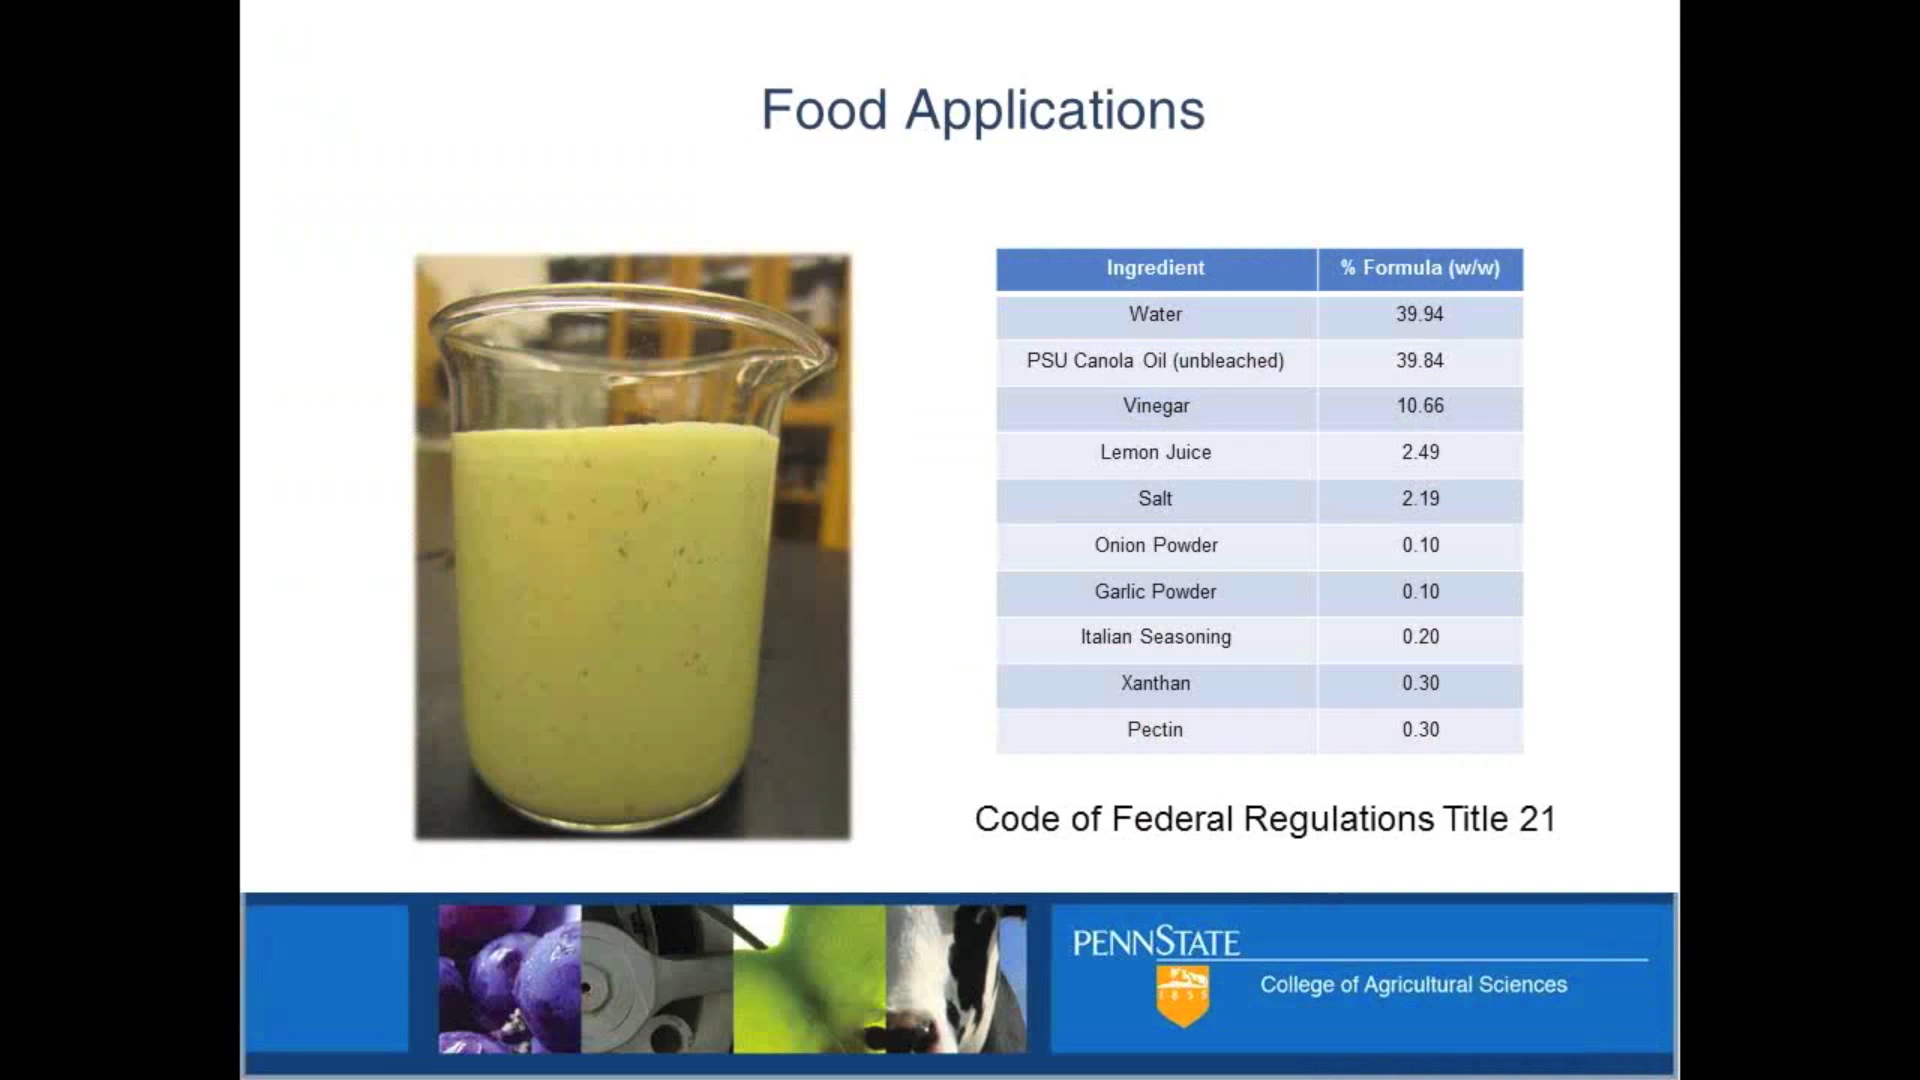 Food Applications
Ingredient % Formula (w/w)
Water 39.94
PSU Canola Oil (unbleached) 39.84
Vinegar 10.66
Lemon Juice 2.49
Salt 2.19
Onion Powder 0.10
Garlic Powder 0.10
Italian Seasoning 0.20
Xanthan 0.30
Pectin 0.30
Code of Federal Regulations Title 21
PENNSTATE
1855
College of Agricultural Sciences